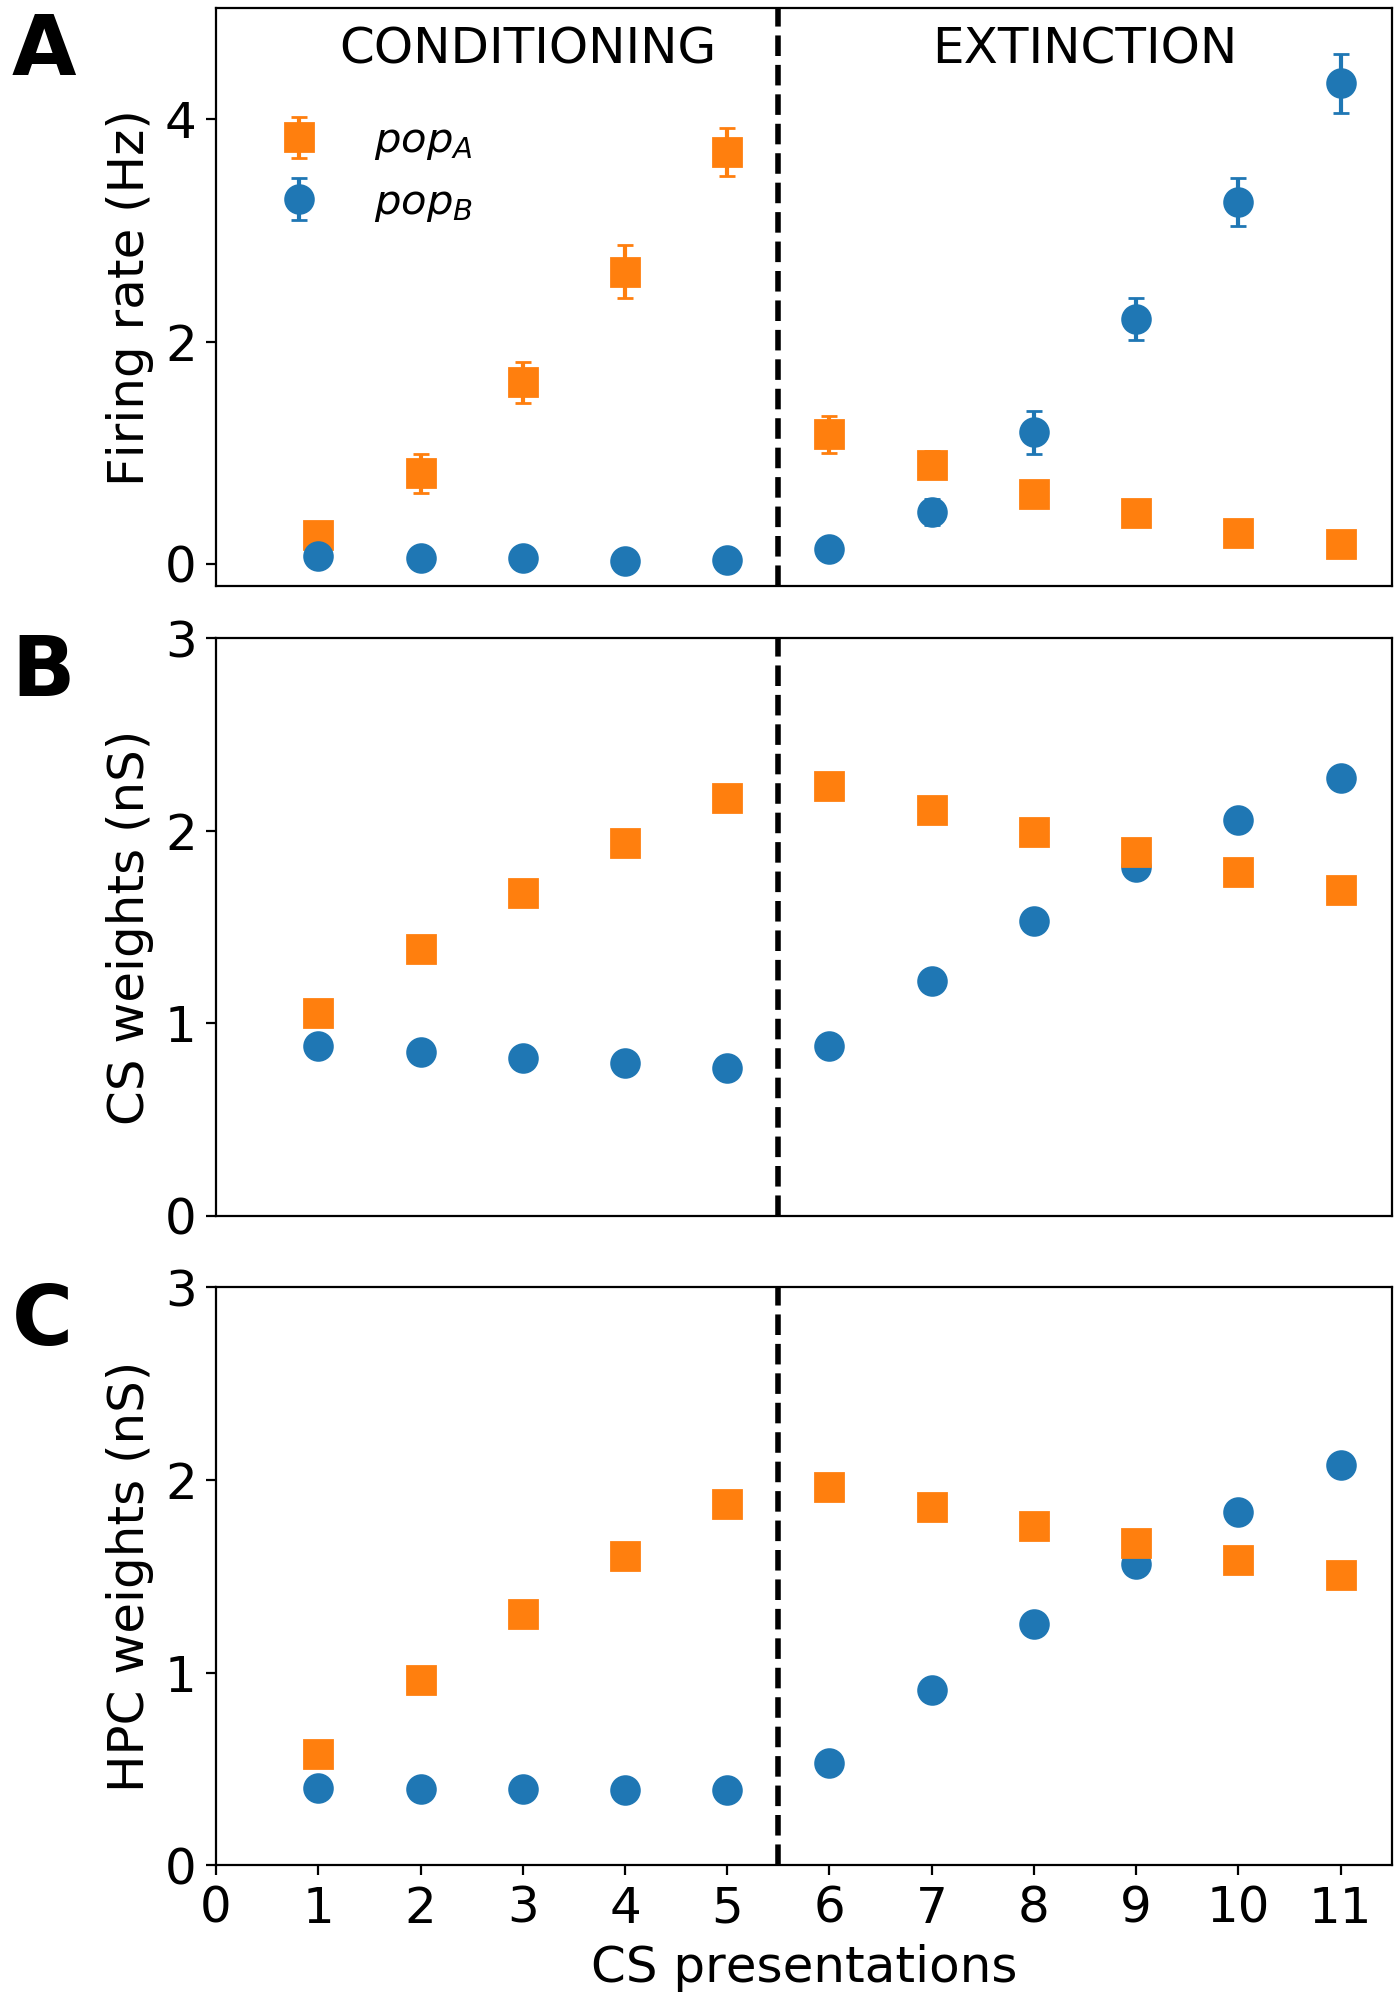 A
CONDITIONING
EXTINCTION
Firing rate (Hz)
4
2
0
pop_A
pop_B
B
CS weights (nS)
3
2
1
0
C
HPC weights (nS)
3
2
1
0
0 1 2 3 4 5 6 7 8 9 10 11
CS presentations